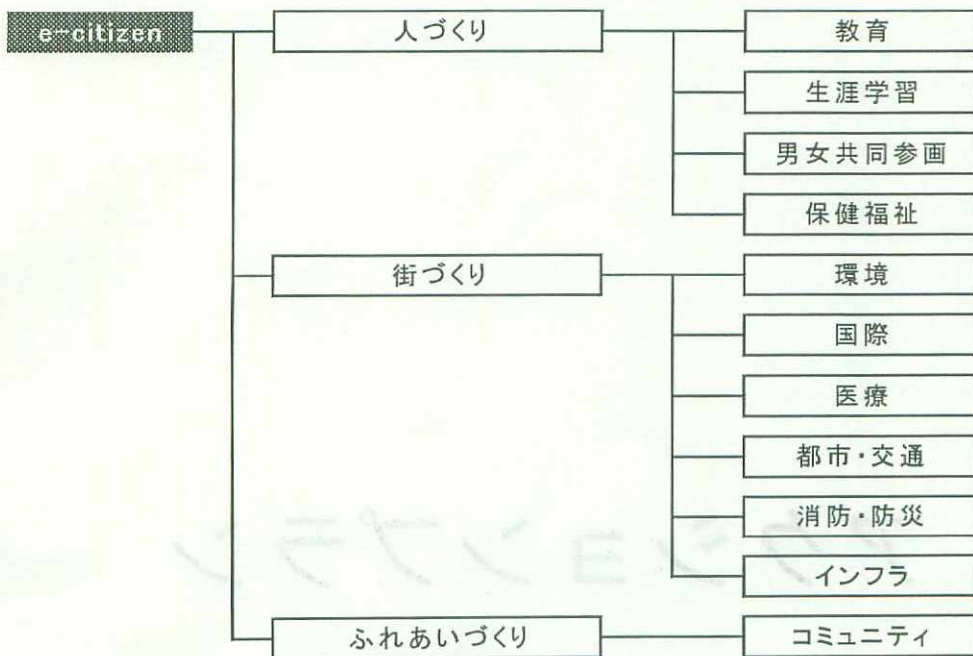 e-citizen
人づくり
教育
生涯学習
男女共同参画
保健福祉
街づくり
環境
国際
医療
都市・交通
消防・防災
インフラ
ふれあいづくり
コミュニティ